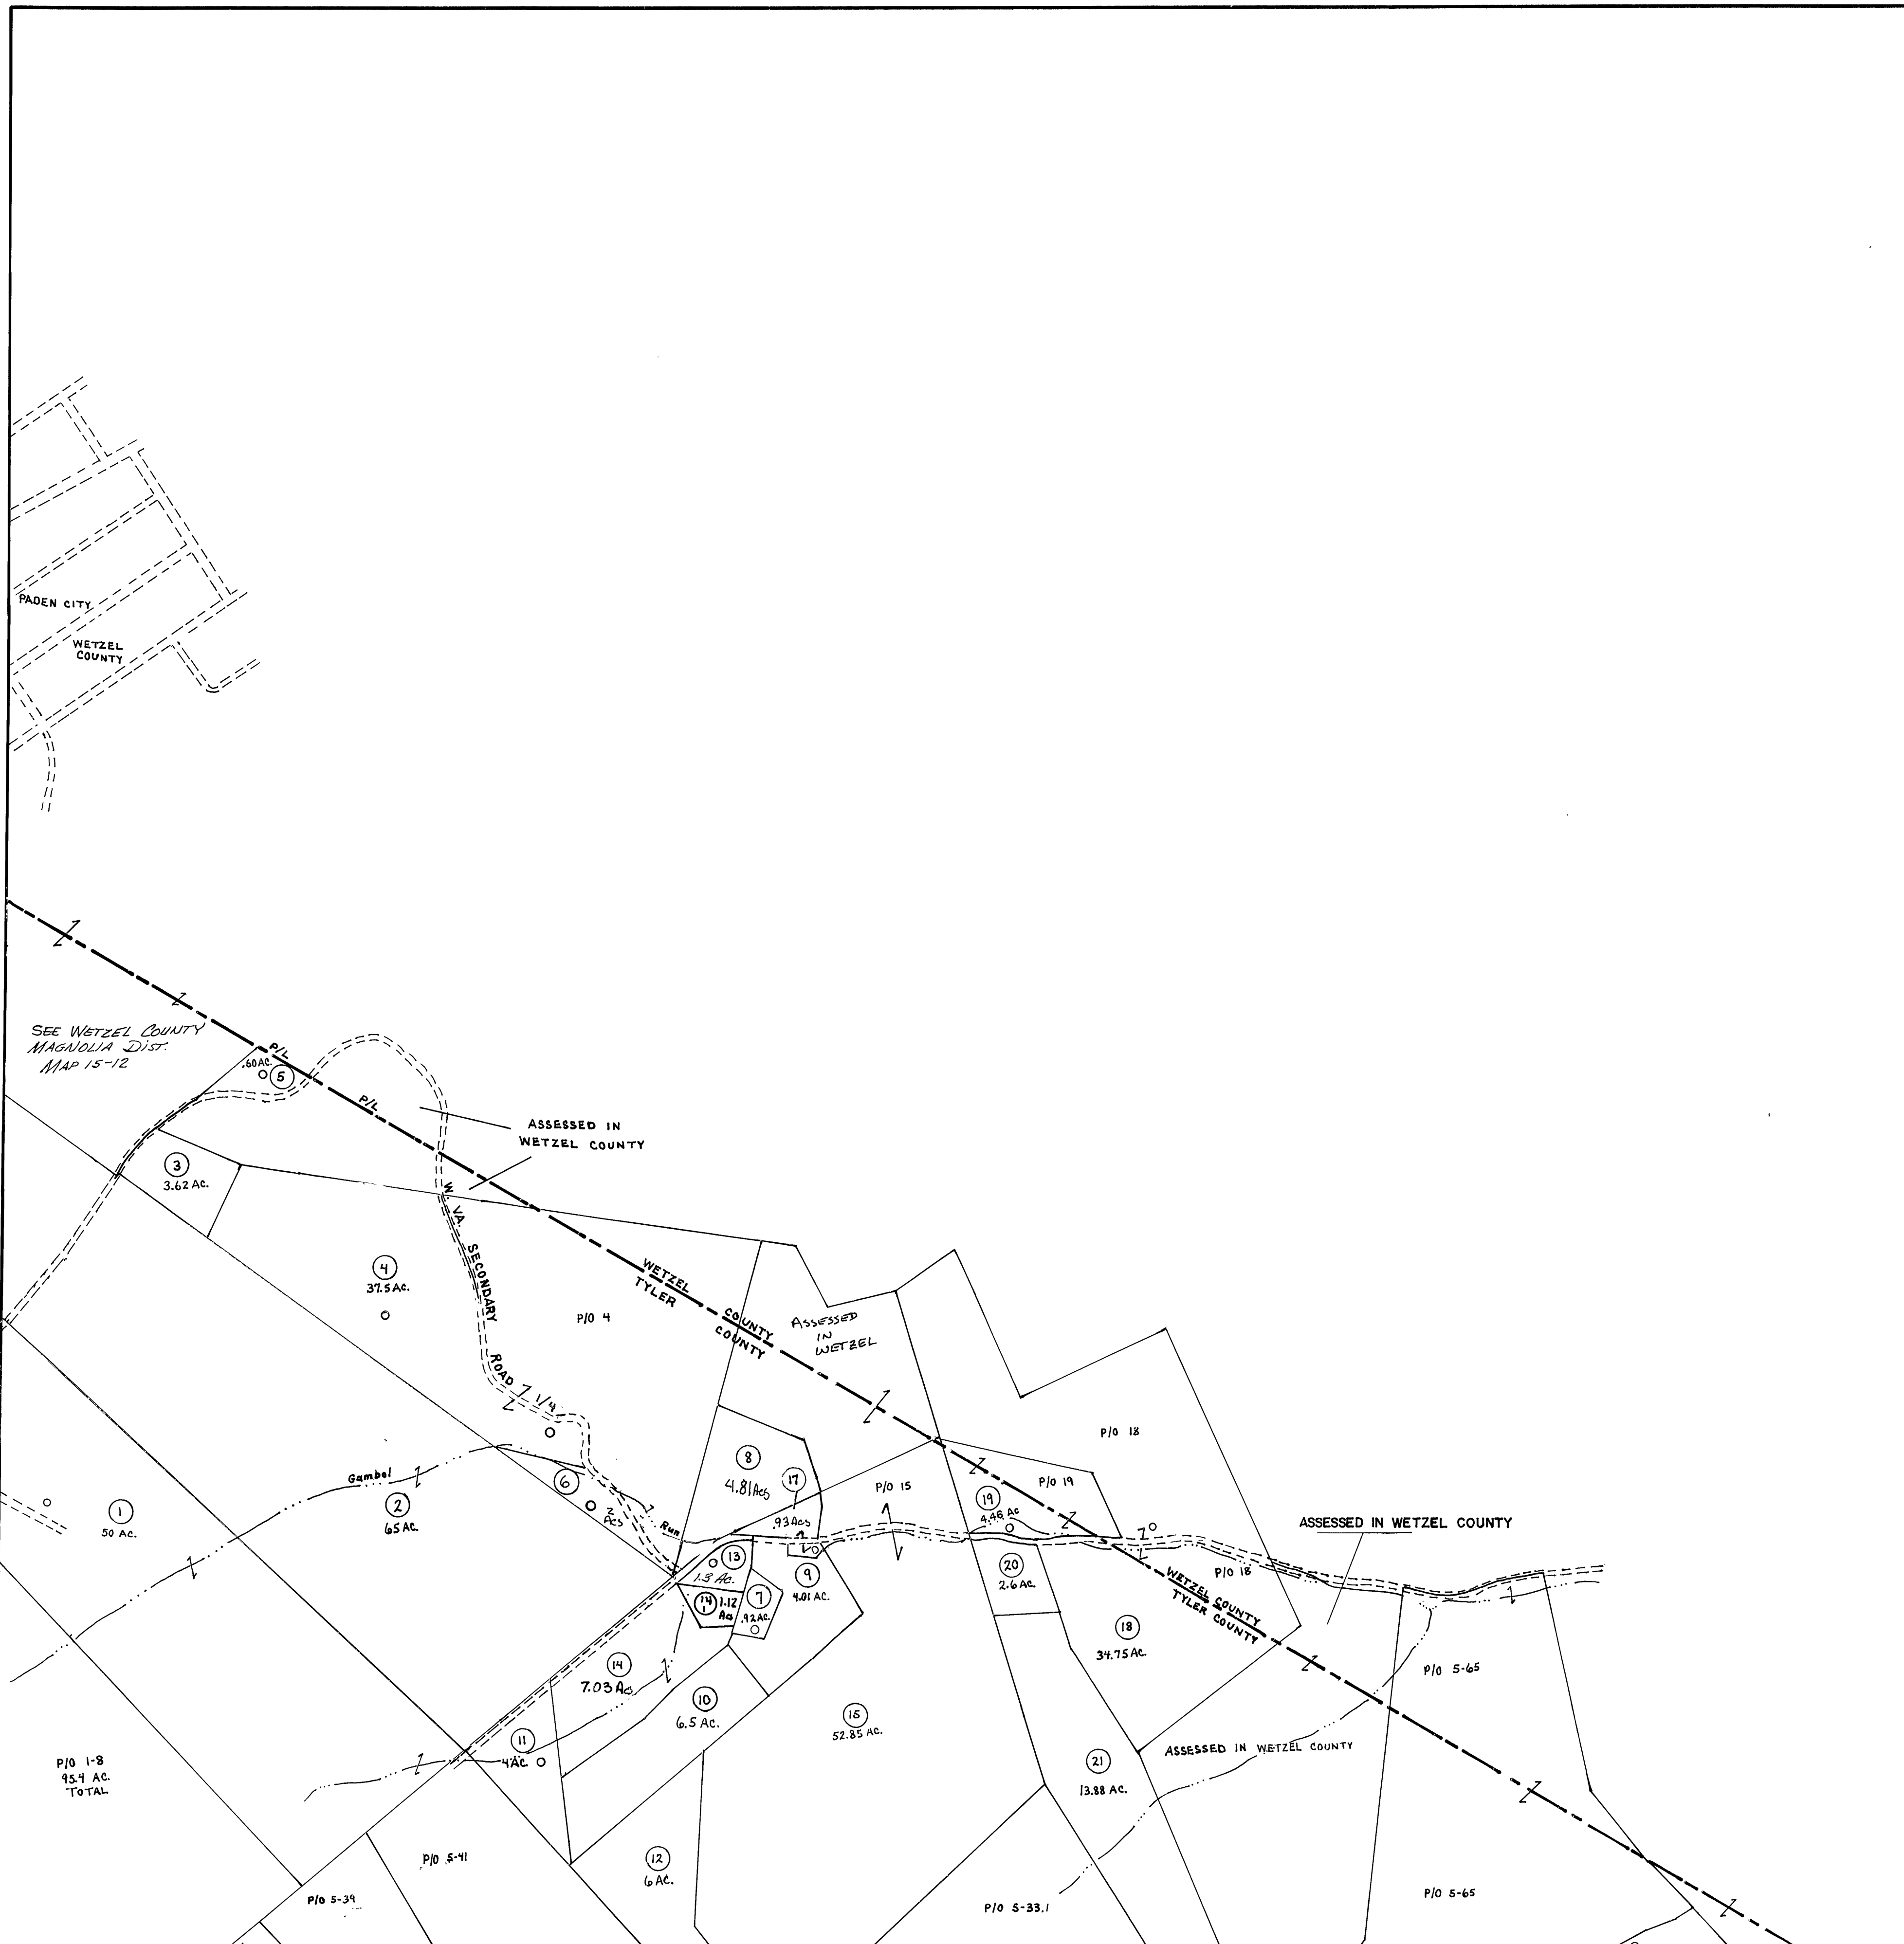 PADEN CITY
WETZEL
COUNTY
SEE WETZEL COUNTY
MAGNOLIA DIST.
MAP 15-12
P/L
.60 AC.
5
P/L
ASSESSED IN
WETZEL COUNTY
3
3.62 AC.
W. VA. SECONDARY ROAD 1/4
4
37.5 AC.
P/O 4
WETZEL COUNTY
TYLER COUNTY
ASSESSED
IN
WETZEL
P/O 18
8
4.81 Acs
17
.93 Acs
P/O 15
P/O 19
19
4.46 Ac
Gambol Run
6
2
Acs
1
50 AC.
2
65 AC.
ASSESSED IN WETZEL COUNTY
13
1.3 Ac.
14
1
1.12
Acs
7
.92 AC.
9
4.01 AC.
20
2.6 AC.
P/O 18
WETZEL COUNTY
TYLER COUNTY
18
34.75 AC.
14
7.03 Acs
10
6.5 AC.
15
52.85 AC.
P/O 5-65
11
4 AC.
ASSESSED IN WETZEL COUNTY
21
13.88 AC.
P/O 1-8
95.4 AC.
TOTAL
P/O 5-41
12
6 AC.
P/O 5-39
P/O 5-33.1
P/O 5-65